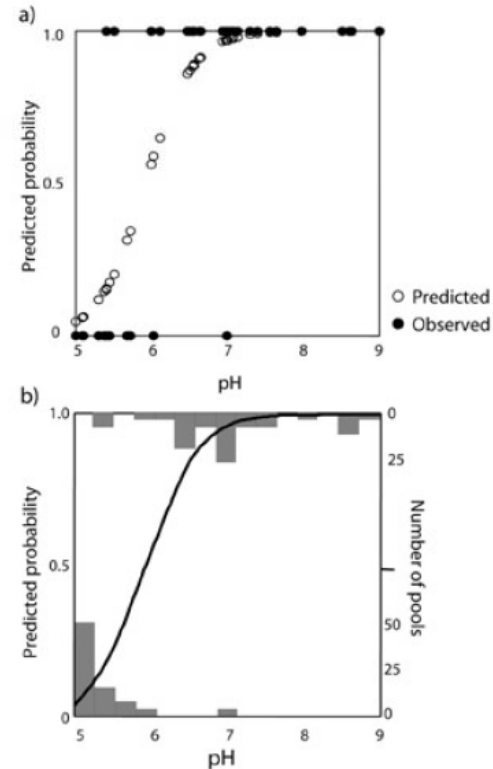 a)
1.0
Predicted probability
0.5
0
5 6 7 8 9
pH
Predicted
Observed
b)
1.0
Predicted probability
0.5
0
5 6 7 8 9
pH
0
25
Number of pools
50
25
0